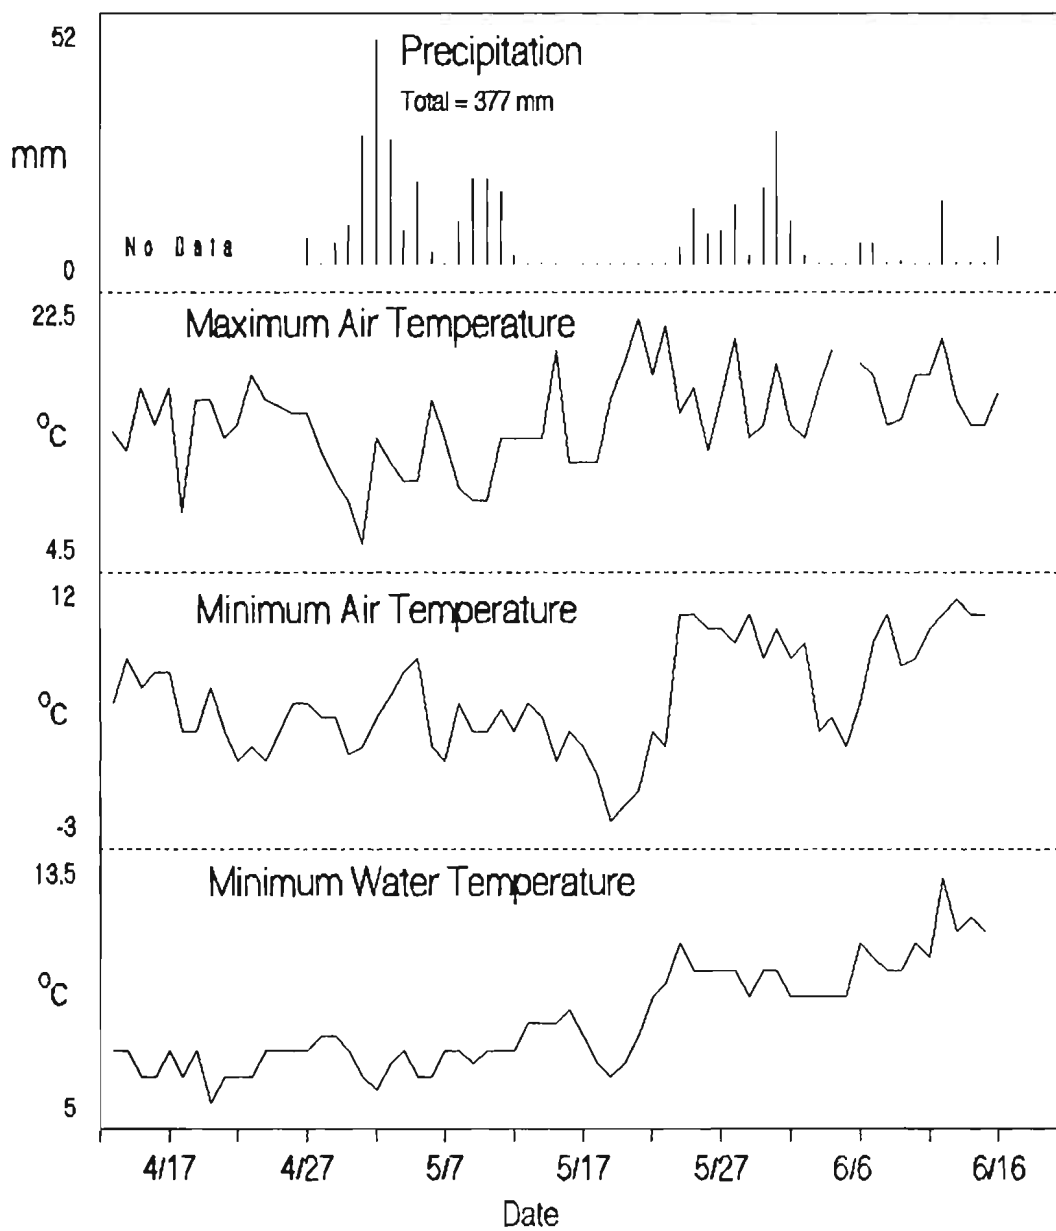 52
Precipitation
Total = 377 mm
mm
No Data
0
22.5
Maximum Air Temperature
°C
4.5
12
Minimum Air Temperature
°C
-3
13.5
Minimum Water Temperature
°C
5
4/17 4/27 5/7 5/17 5/27 6/6 6/16
Date